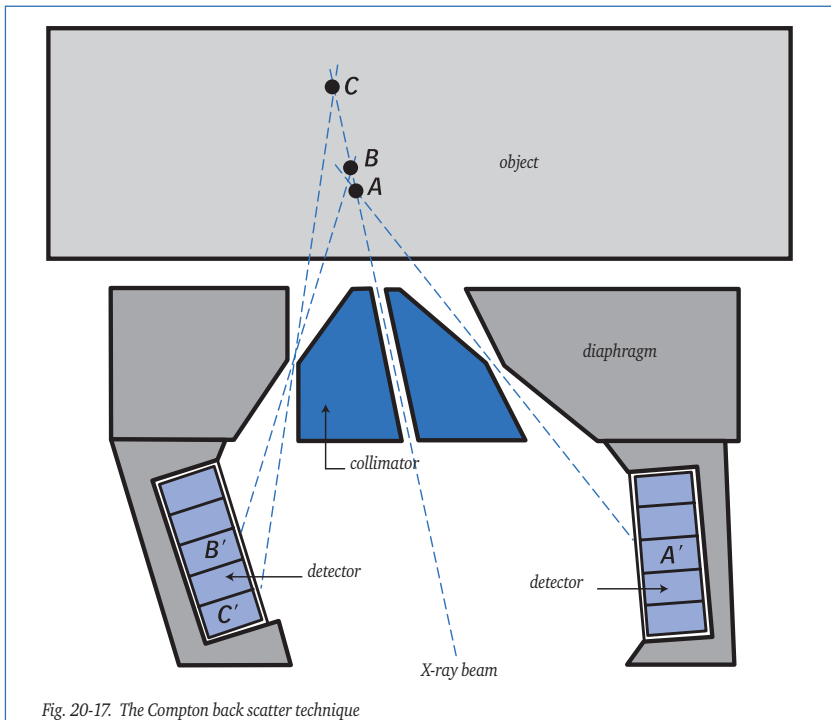 C
B
A
object
diaphragm
collimator
B′
A′
detector
detector
C′
X-ray beam
Fig. 20-17. The Compton back scatter technique